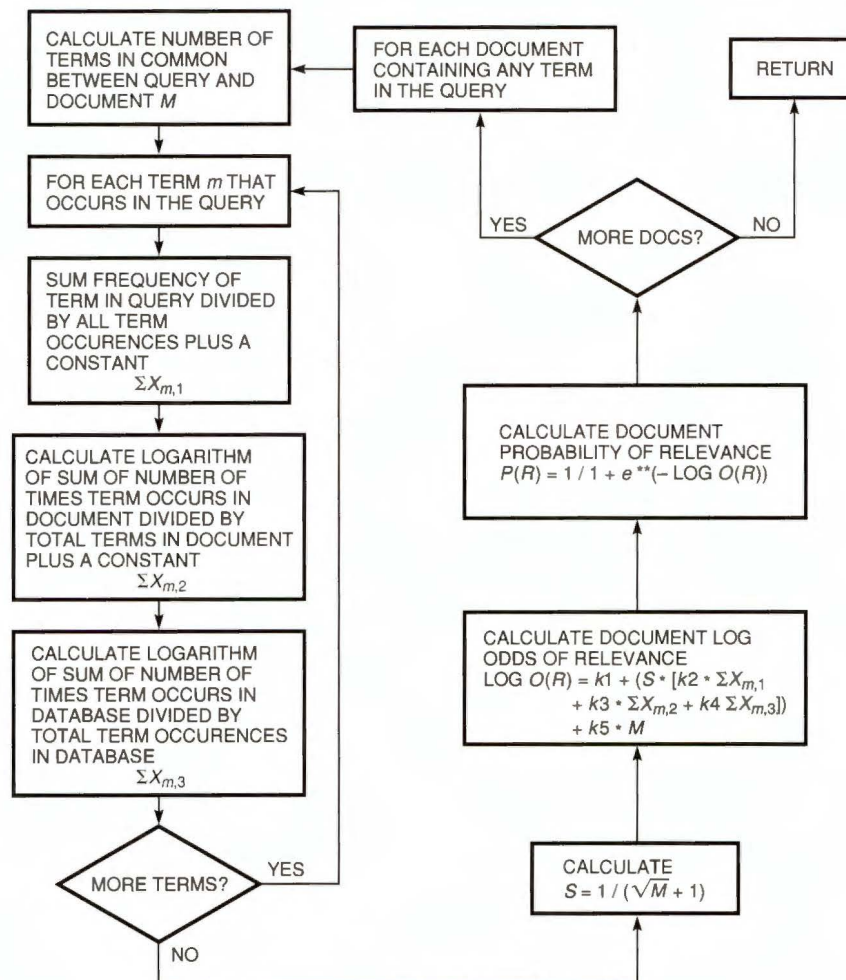 CALCULATE NUMBER OF
TERMS IN COMMON
BETWEEN QUERY AND
DOCUMENT M
FOR EACH DOCUMENT
CONTAINING ANY TERM
IN THE QUERY
RETURN
FOR EACH TERM m THAT
OCCURS IN THE QUERY
YES
MORE DOCS?
NO
SUM FREQUENCY OF
TERM IN QUERY DIVIDED
BY ALL TERM
OCCURENCES PLUS A
CONSTANT
ΣXm,1
CALCULATE LOGARITHM
OF SUM OF NUMBER OF
TIMES TERM OCCURS IN
DOCUMENT DIVIDED BY
TOTAL TERMS IN DOCUMENT
PLUS A CONSTANT
ΣXm,2
CALCULATE LOGARITHM
OF SUM OF NUMBER OF
TIMES TERM OCCURS IN
DATABASE DIVIDED BY
TOTAL TERM OCCURENCES
IN DATABASE
ΣXm,3
MORE TERMS?
YES
NO
CALCULATE
S = 1 / (√M + 1)
CALCULATE DOCUMENT LOG
ODDS OF RELEVANCE
LOG O(R) = k1 + (S * [k2 * ΣXm,1
+ k3 * ΣXm,2 + k4 ΣXm,3])
+ k5 * M
CALCULATE DOCUMENT
PROBABILITY OF RELEVANCE
P(R) = 1 / 1 + e **(– LOG O(R))